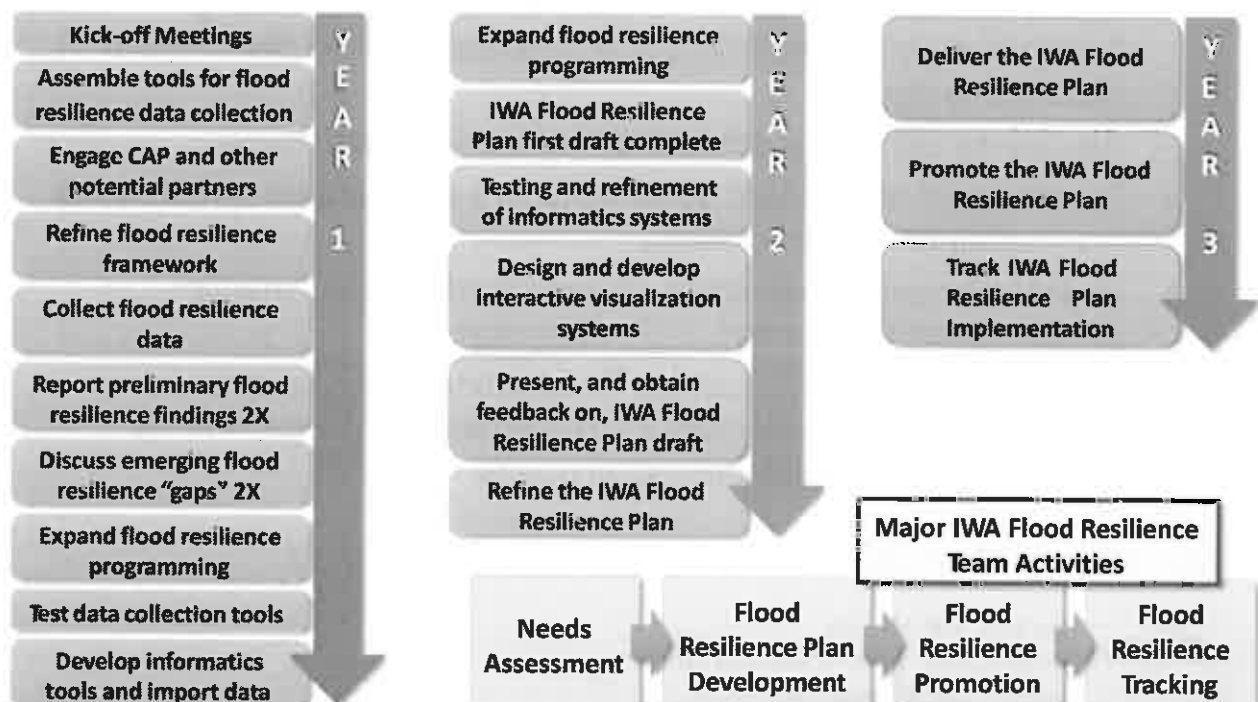 Kick-off Meetings
Assemble tools for flood
resilience data collection
Engage CAP and other
potential partners
Refine flood resilience
framework
Collect flood resilience
data
Report preliminary flood
resilience findings 2X
Discuss emerging flood
resilience “gaps” 2X
Expand flood resilience
programming
Test data collection tools
Develop informatics
tools and import data
YEAR 1
Expand flood resilience
programming
IWA Flood Resilience
Plan first draft complete
Testing and refinement
of informatics systems
Design and develop
interactive visualization
systems
Present, and obtain
feedback on, IWA Flood
Resilience Plan draft
Refine the IWA Flood
Resilience Plan
YEAR 2
Deliver the IWA Flood
Resilience Plan
Promote the IWA Flood
Resilience Plan
Track IWA Flood
Resilience Plan
Implementation
YEAR 3
Major IWA Flood Resilience
Team Activities
Needs
Assessment
Flood
Resilience Plan
Development
Flood
Resilience
Promotion
Flood
Resilience
Tracking